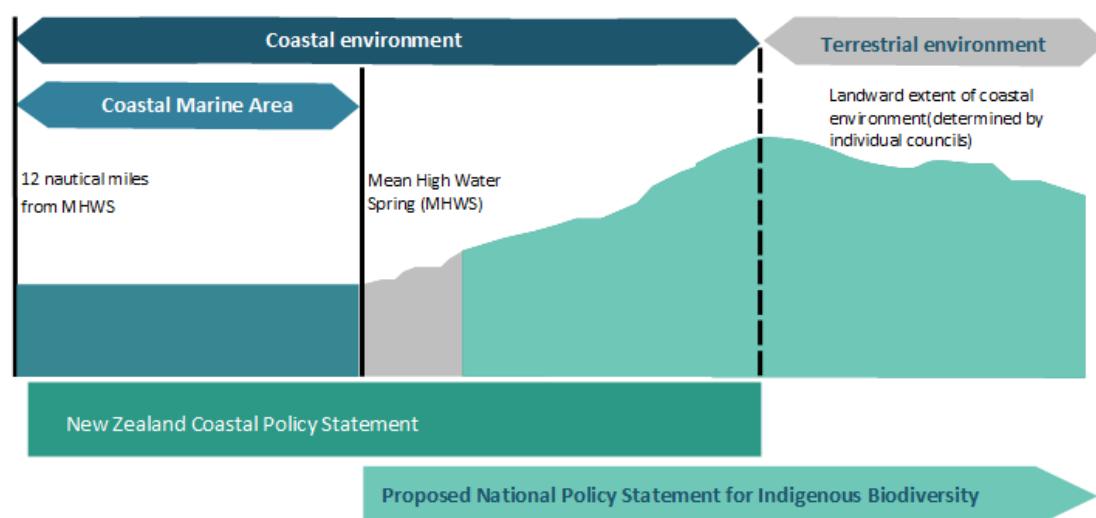 Coastal environment
Terrestrial environment
Coastal Marine Area
Landward extent of coastal
environment(determined by
individual councils)
12 nautical miles
from MHWS
Mean High Water
Spring (MHWS)
New Zealand Coastal Policy Statement
Proposed National Policy Statement for Indigenous Biodiversity